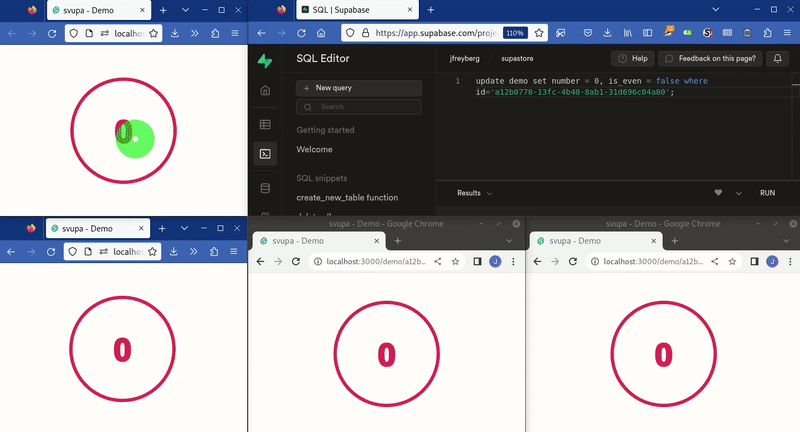 svupa - Demo
localhos
0
SQL | Supabase
https://app.supabase.com/proje
110%
SQL Editor
jfreyberg / supastore
Help
Feedback on this page?
New query
Search
Getting started
Welcome
SQL snippets
create_new_table function
1 update demo set number = 0, is_even = false where
id='a12b0778-13fc-4b48-8ab1-31d696c04a80';
Results
RUN
svupa - Demo
localhos
0
svupa - Demo - Google Chrome
svupa - Demo
localhost:3000/demo/a12b...
J
0
svupa - Demo - Google Chrome
svupa - Demo
localhost:3000/demo/a12b...
J
0